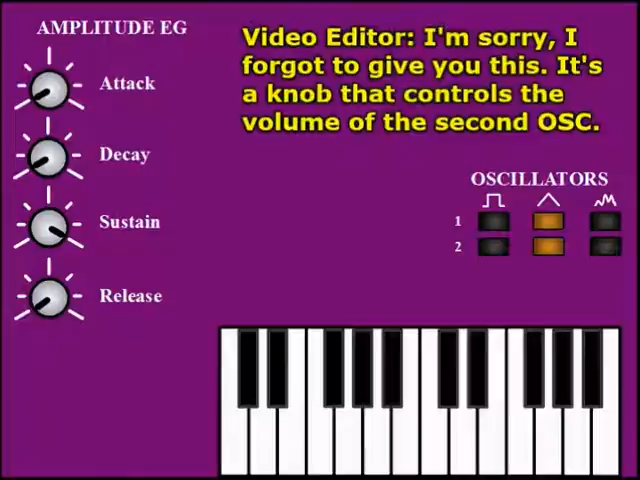 AMPLITUDE EG
Video Editor: I'm sorry, I
forgot to give you this. It's
a knob that controls the
volume of the second OSC.
Attack
Decay
Sustain
Release
OSCILLATORS
1
2